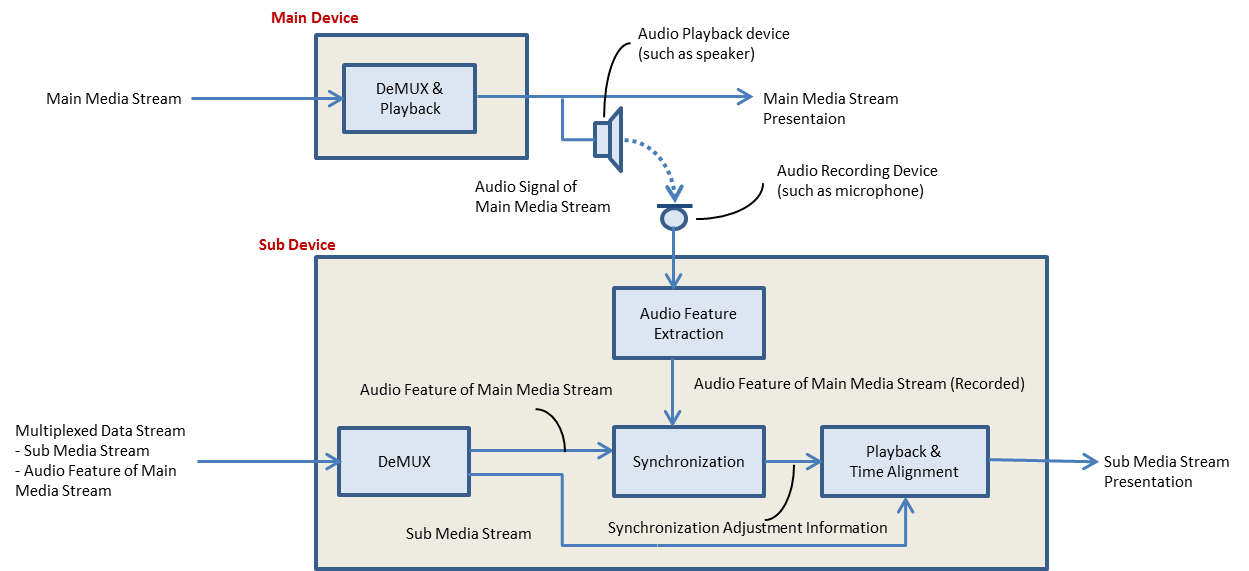 Main Device
Audio Playback device
(such as speaker)
Main Media Stream
DeMUX &
Playback
Main Media Stream
Presentaion
Audio Signal of
Main Media Stream
Audio Recording Device
(such as microphone)
Sub Device
Audio Feature
Extraction
Audio Feature of Main Media Stream
Audio Feature of Main Media Stream (Recorded)
Multiplexed Data Stream
- Sub Media Stream
- Audio Feature of Main
Media Stream
DeMUX
Synchronization
Playback &
Time Alignment
Sub Media Stream
Presentation
Sub Media Stream
Synchronization Adjustment Information